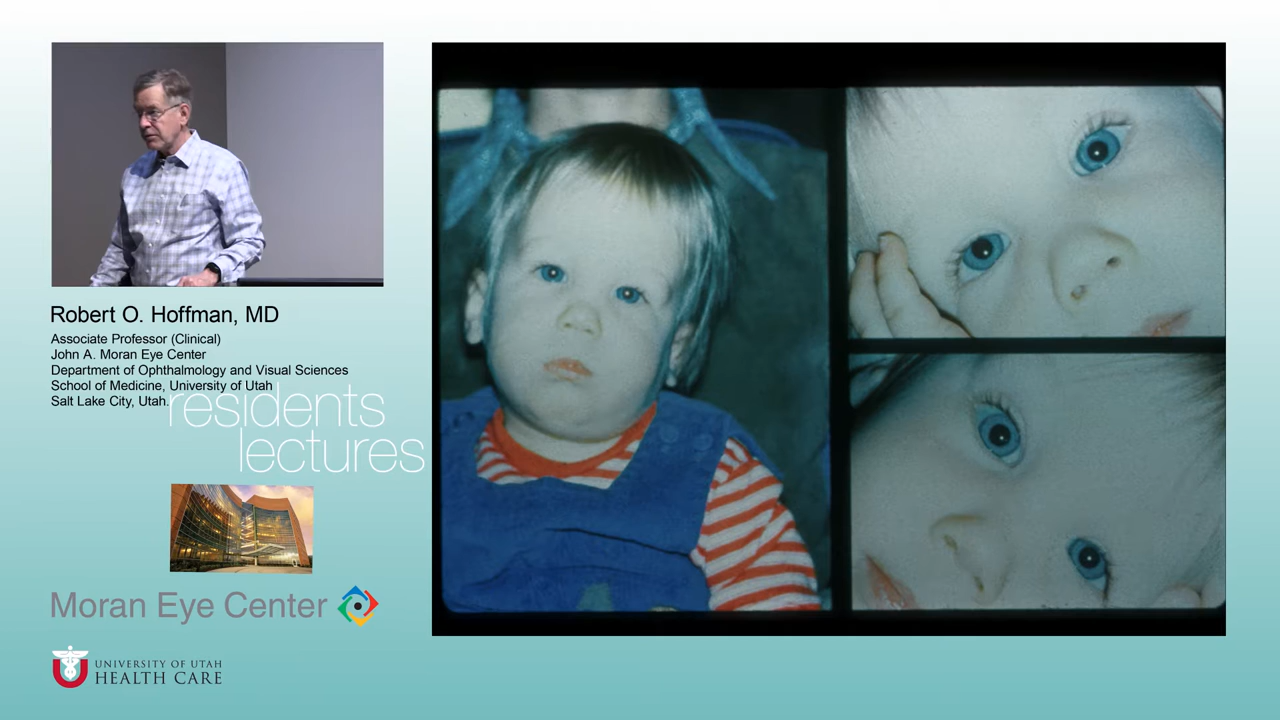 Robert O. Hoffman, MD
Associate Professor (Clinical)
John A. Moran Eye Center
Department of Ophthalmology and Visual Sciences
School of Medicine, University of Utah
Salt Lake City, Utah.
residents
lectures
Moran Eye Center
UNIVERSITY OF UTAH
HEALTH CARE